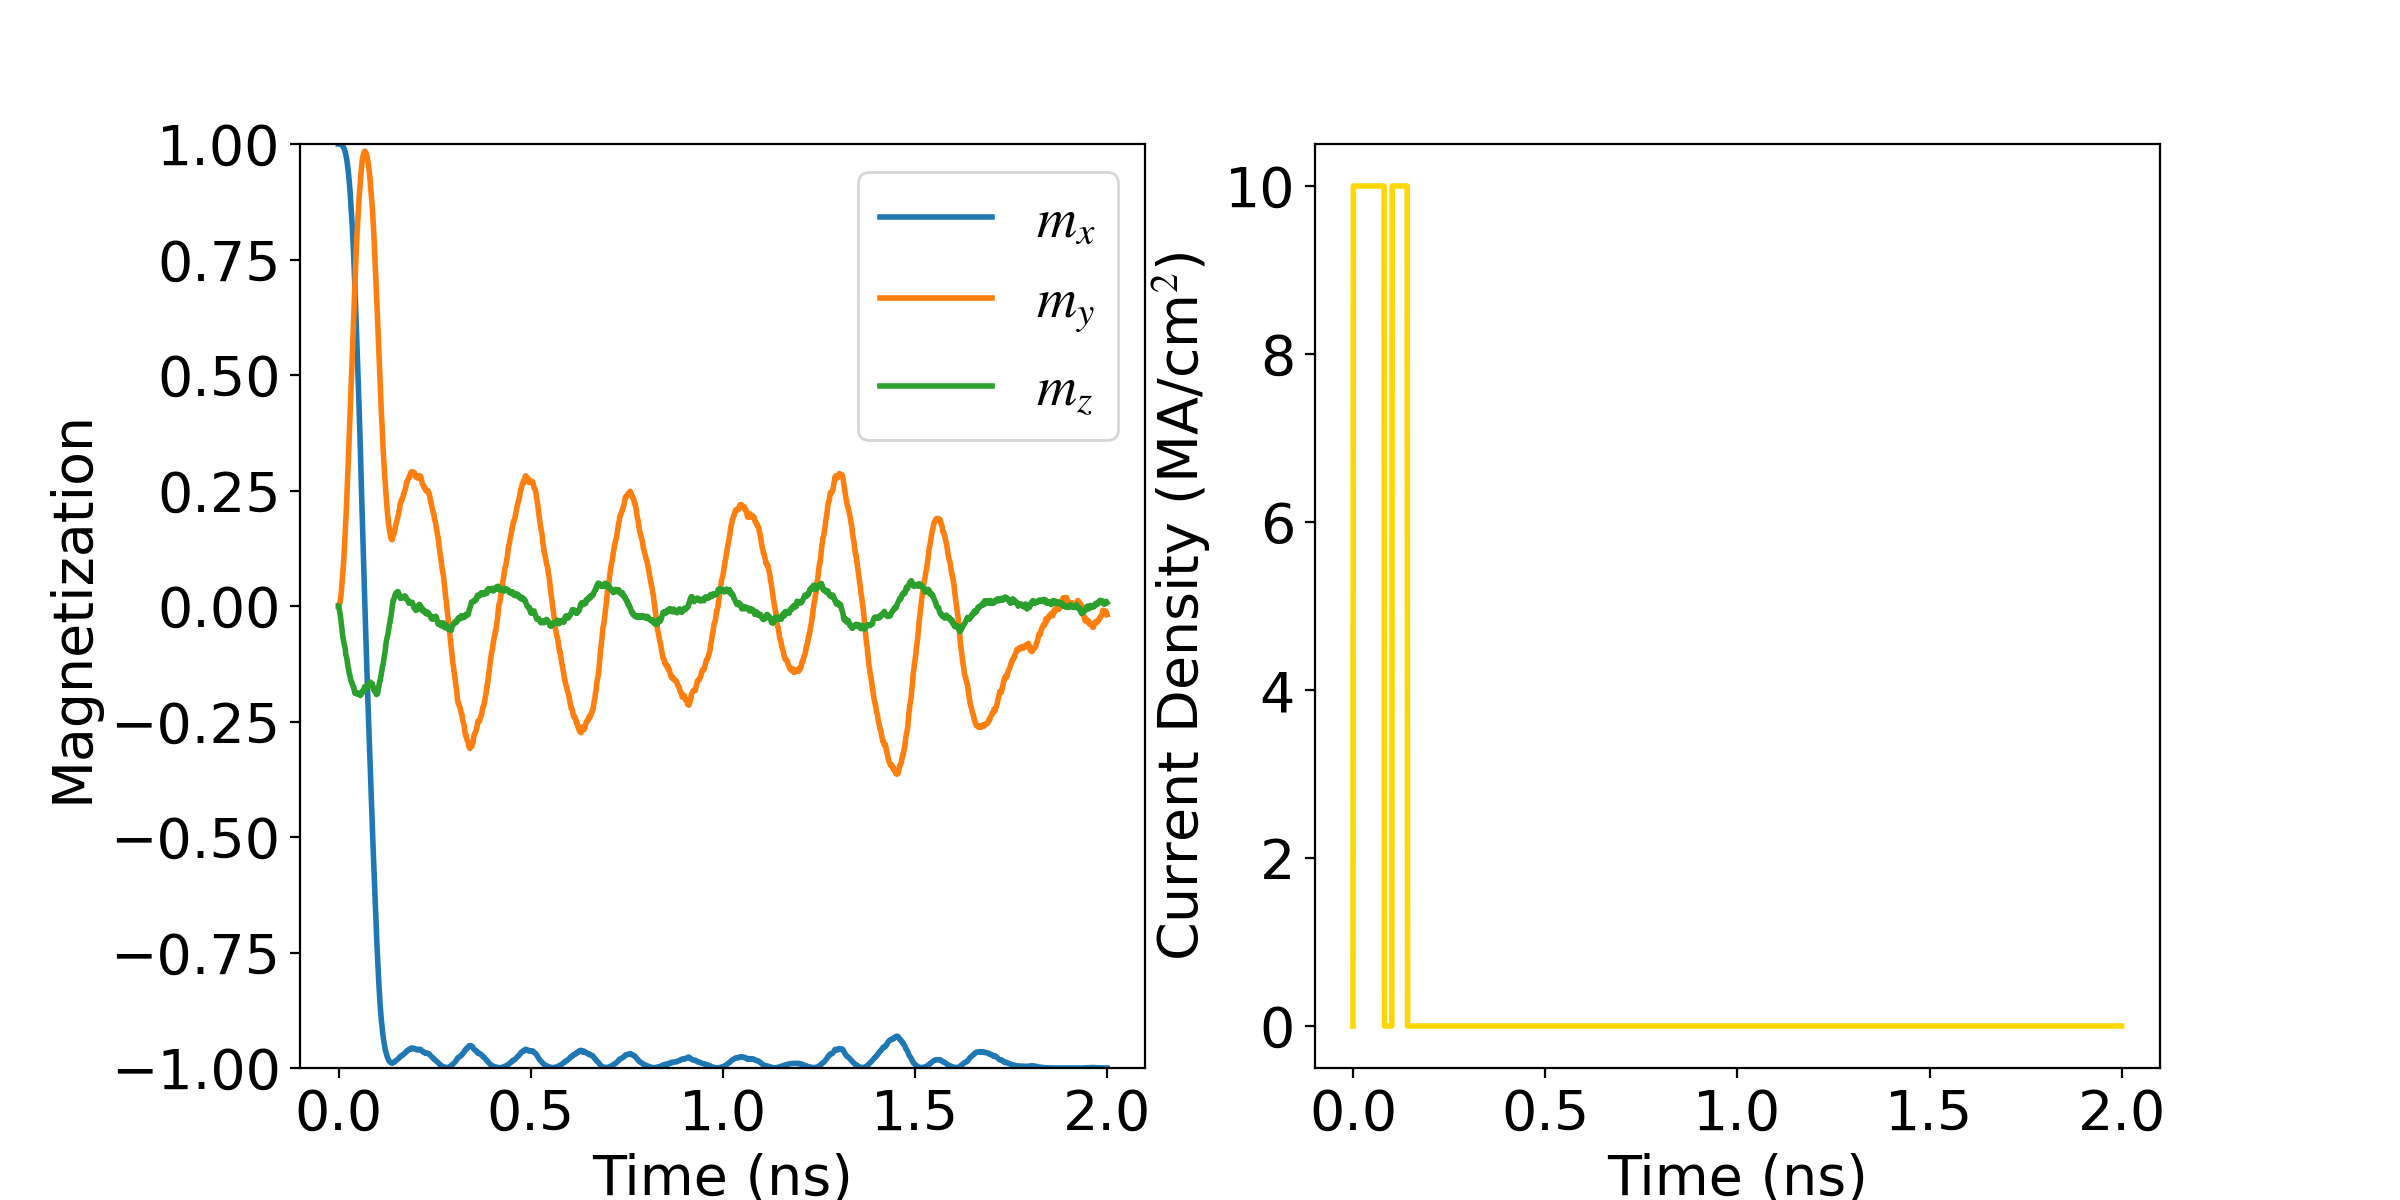 Magnetization
1.00
0.75
0.50
0.25
0.00
−0.25
−0.50
−0.75
−1.00
0.0 0.5 1.0 1.5 2.0
Time (ns)
m_x
m_y
m_z
Current Density (MA/cm²)
10
8
6
4
2
0
0.0 0.5 1.0 1.5 2.0
Time (ns)